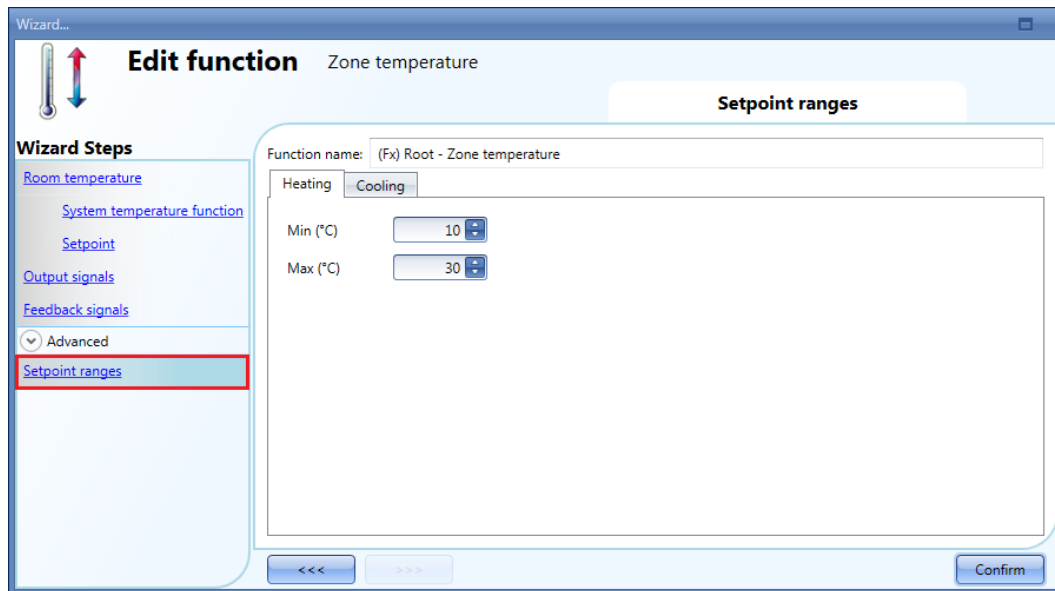 Wizard...
Edit function Zone temperature
Setpoint ranges
Wizard Steps
Room temperature
System temperature function
Setpoint
Output signals
Feedback signals
Advanced
Setpoint ranges
Function name: (Fx) Root - Zone temperature
Heating Cooling
Min (°C) 10
Max (°C) 30
<<< >>> Confirm